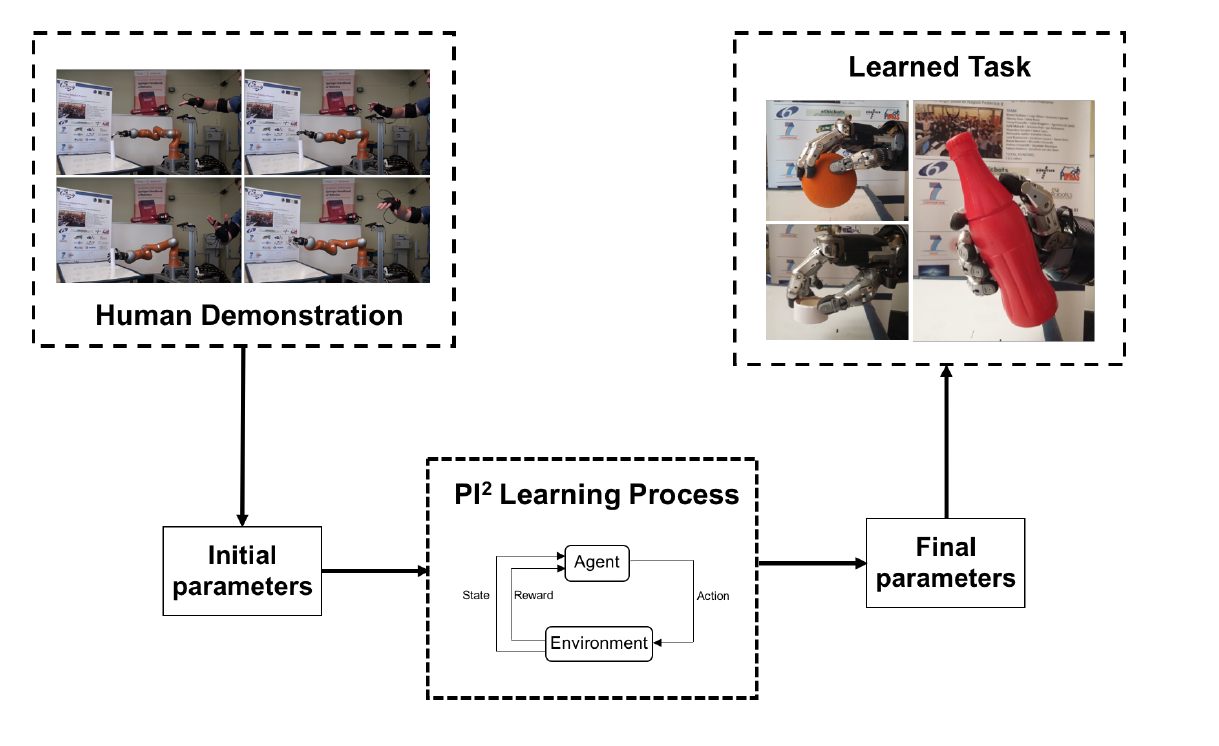 Human Demonstration
Learned Task
Initial
parameters
PI² Learning Process
Agent
State
Reward
Action
Environment
Final
parameters